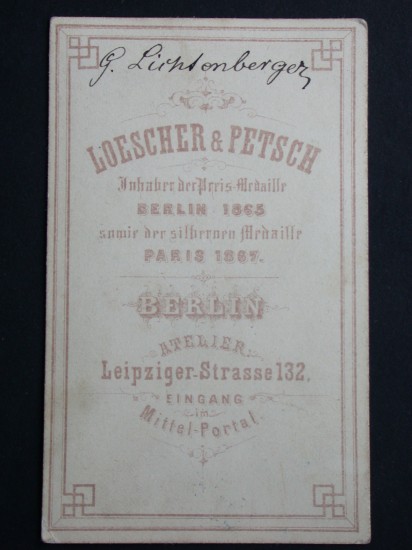 G. Lichtenberger
LOESCHER & PETSCH
Inhaber der Preis-Medaille
BERLIN 1865
sowie der silbernen Medaille
PARIS 1867.
BERLIN
ATELIER:
Leipziger-Strasse 132.
EINGANG
im
Mittel-Portal.